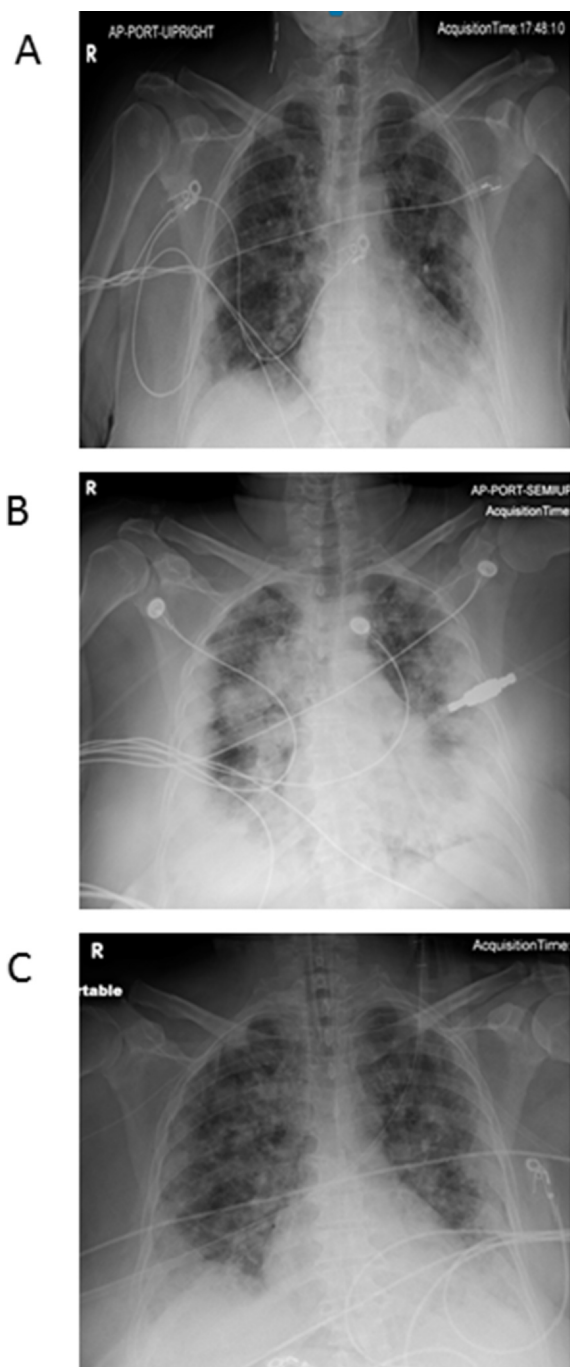 A
AP-PORT-UPRIGHT
AcquisitionTime:17:48:10
R
B
R
AP-PORT-SEMIUP
AcquisitionTime:
C
R
AcquisitionTime:
rtable